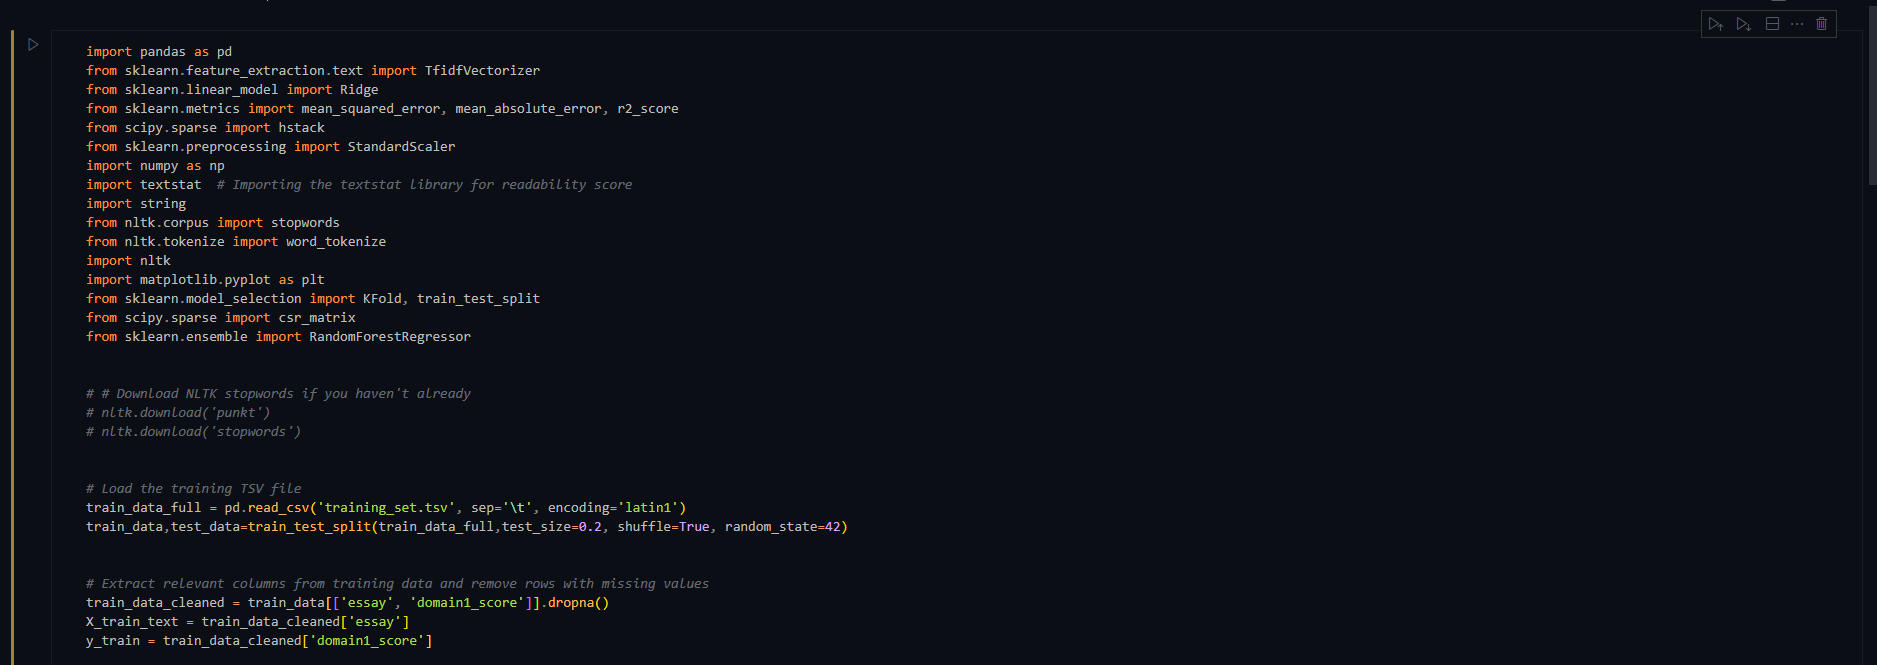 import pandas as pd
from sklearn.feature_extraction.text import TfidfVectorizer
from sklearn.linear_model import Ridge
from sklearn.metrics import mean_squared_error, mean_absolute_error, r2_score
from scipy.sparse import hstack
from sklearn.preprocessing import StandardScaler
import numpy as np
import textstat  # Importing the textstat library for readability score
import string
from nltk.corpus import stopwords
from nltk.tokenize import word_tokenize
import nltk
import matplotlib.pyplot as plt
from sklearn.model_selection import KFold, train_test_split
from scipy.sparse import csr_matrix
from sklearn.ensemble import RandomForestRegressor
# # Download NLTK stopwords if you haven't already
# nltk.download('punkt')
# nltk.download('stopwords')
# Load the training TSV file
train_data_full = pd.read_csv('training_set.tsv', sep='\t', encoding='latin1')
train_data,test_data=train_test_split(train_data_full,test_size=0.2, shuffle=True, random_state=42)
# Extract relevant columns from training data and remove rows with missing values
train_data_cleaned = train_data[['essay', 'domain1_score']].dropna()
X_train_text = train_data_cleaned['essay']
y_train = train_data_cleaned['domain1_score']